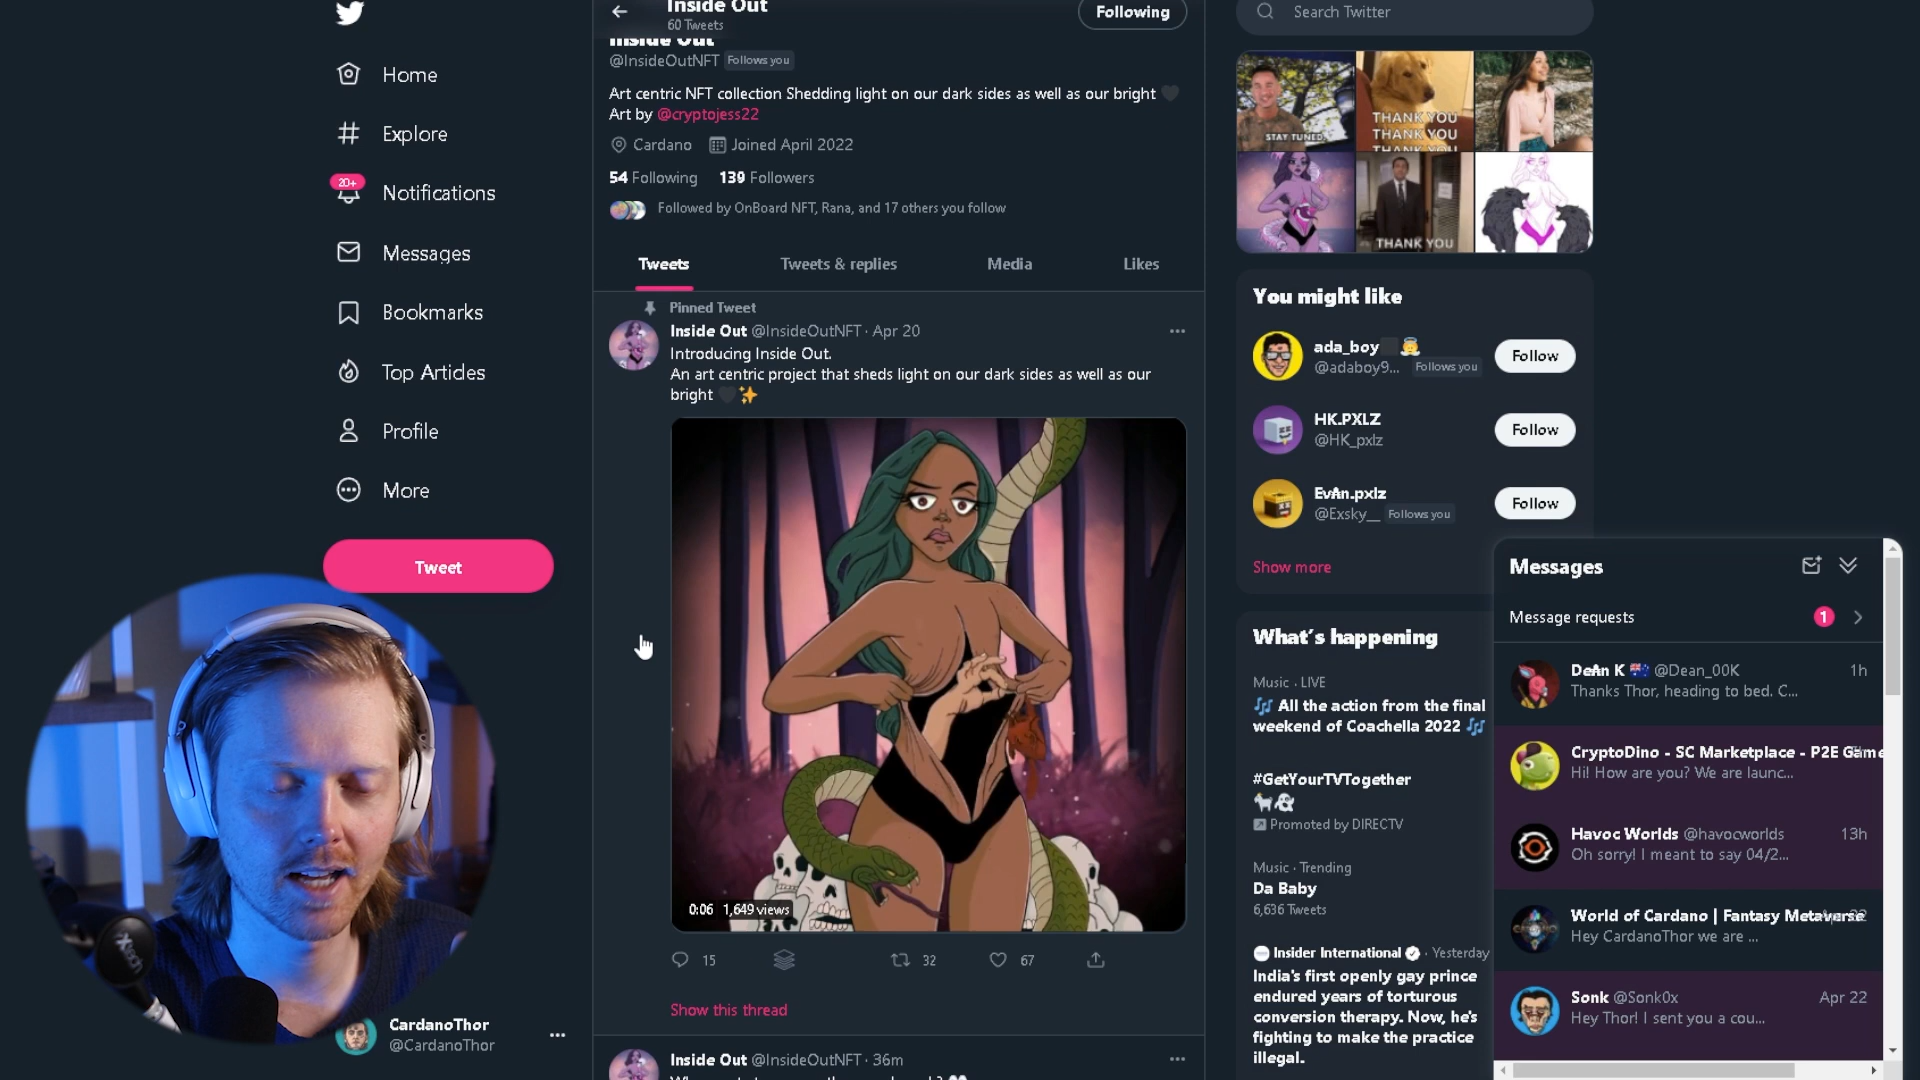 Home
Explore
20+
Notifications
Messages
Bookmarks
Top Articles
Profile
More
Tweet
CardanoThor
@CardanoThor
Inside Out
60 Tweets
Following
Inside Out
@InsideOutNFT Follows you
Art centric NFT collection Shedding light on our dark sides as well as our bright 🖤
Art by @cryptojess22
Cardano Joined April 2022
54 Following 139 Followers
Followed by OnBoard NFT, Rana, and 17 others you follow
Tweets Tweets & replies Media Likes
Pinned Tweet
Inside Out @InsideOutNFT · Apr 20
Introducing Inside Out.
An art centric project that sheds light on our dark sides as well as our
bright 🖤✨
0:06 1,649 views
15 32 67
Show this thread
Inside Out @InsideOutNFT · 36m
Search Twitter
STAY TUNED
THANK YOU
THANK YOU
THANK YOU
THANK YOU
You might like
ada_boy
@adaboy9... Follows you
Follow
HK.PXLZ
@HK_pxlz
Follow
EvAn.pxlz
@Exsky__ Follows you
Follow
Show more
What's happening
Music · LIVE
🎶 All the action from the final
weekend of Coachella 2022 🎶
#GetYourTVTogether
🐐👻
Promoted by DIRECTV
Music · Trending
Da Baby
6,636 Tweets
Insider International · Yesterday
India's first openly gay prince
endured years of torturous
conversion therapy. Now, he's
fighting to make the practice
illegal.
Messages
Message requests 1
DeAn K 🇦🇺 @Dean_00K 1h
Thanks Thor, heading to bed. C...
CryptoDino - SC Marketplace - P2E Game
Hi! How are you? We are launc...
Havoc Worlds @havocworlds 13h
Oh sorry! I meant to say 04/2...
World of Cardano | Fantasy Metaverse
Hey CardanoThor we are ...
Sonk @Sonk0x Apr 22
Hey Thor! I sent you a cou...